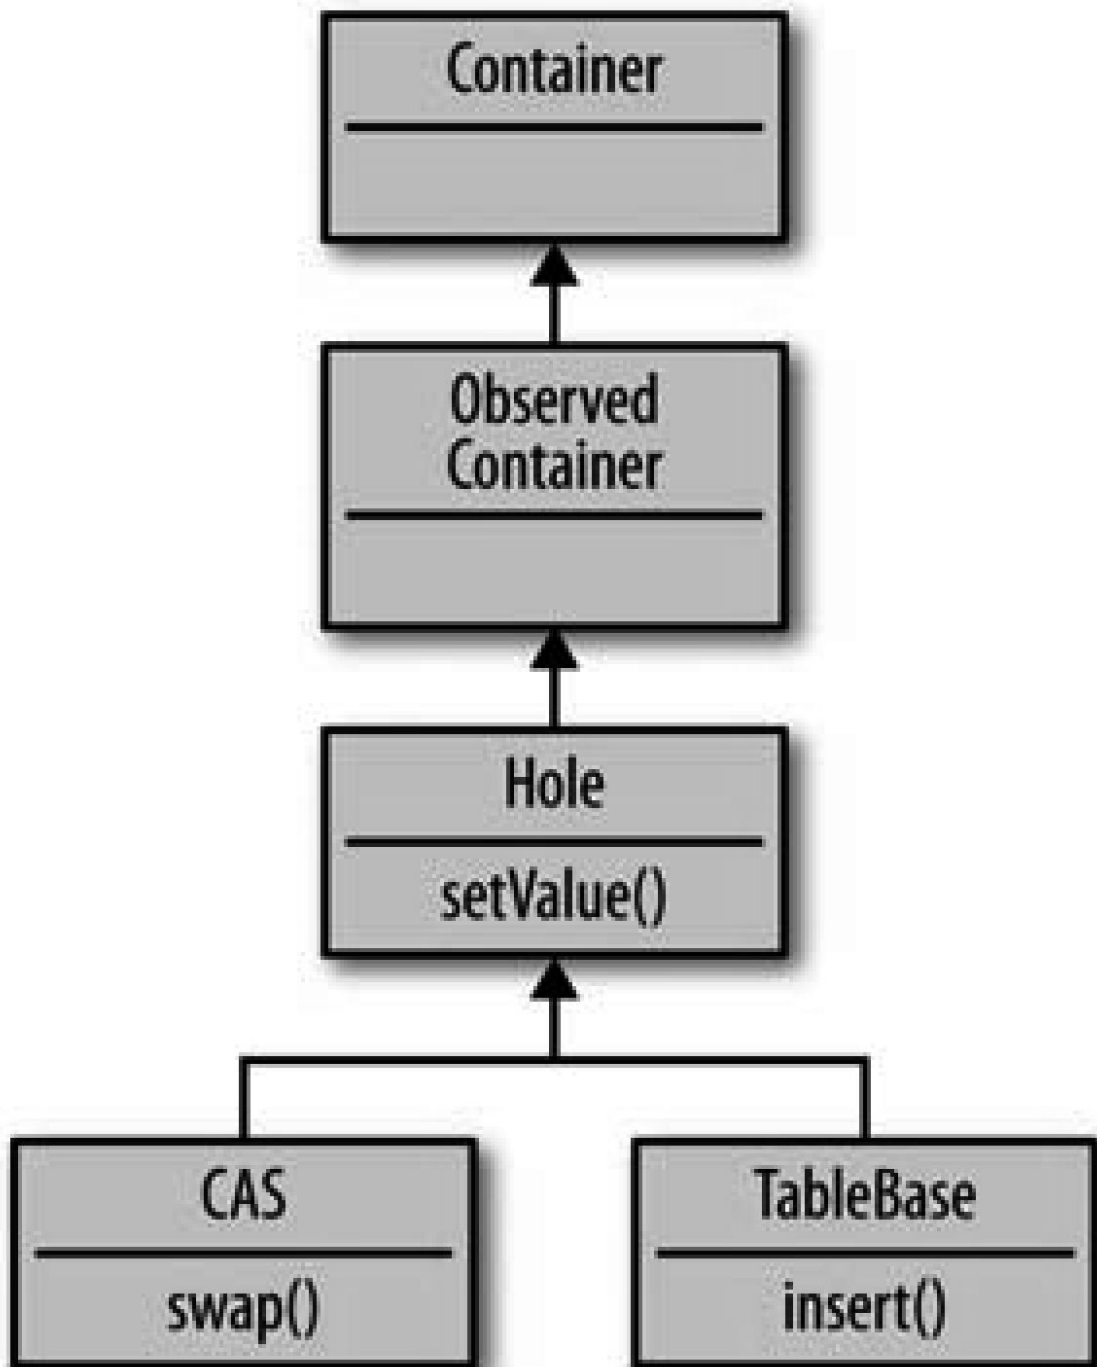 Container
Observed
Container
Hole
setValue()
CAS
TableBase
swap()
insert()